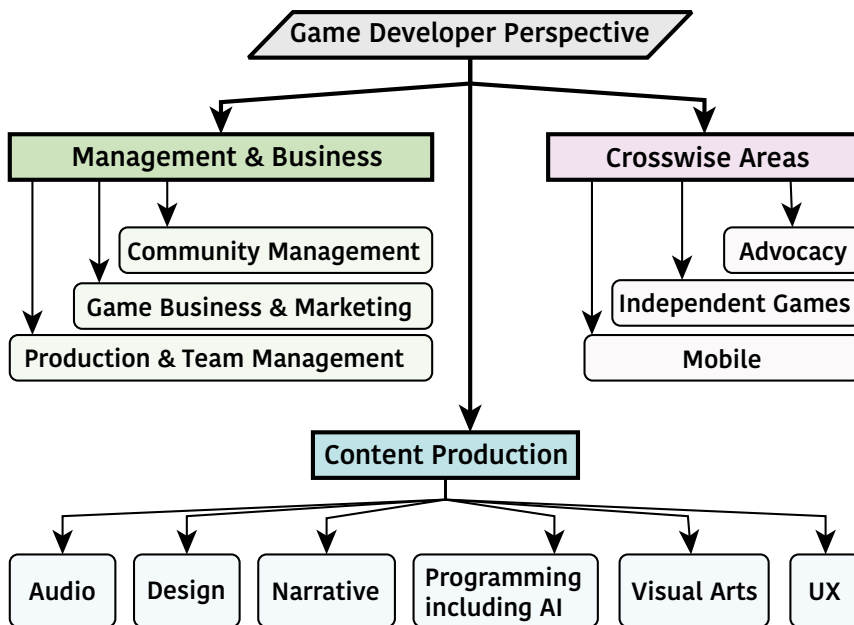 Game Developer Perspective
Management & Business
Crosswise Areas
Community Management
Advocacy
Game Business & Marketing
Independent Games
Production & Team Management
Mobile
Content Production
Audio
Design
Narrative
Programming
including AI
Visual Arts
UX